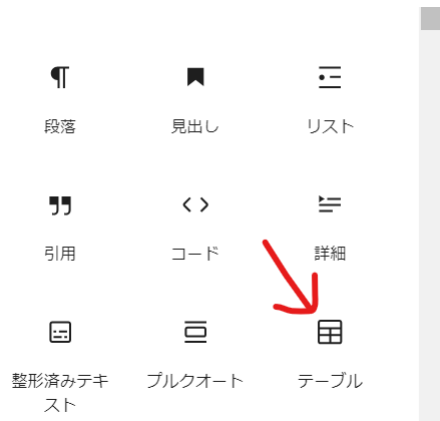 段落
見出し
リスト
引用
コード
詳細
整形済みテキ
スト
プルクオート
テーブル